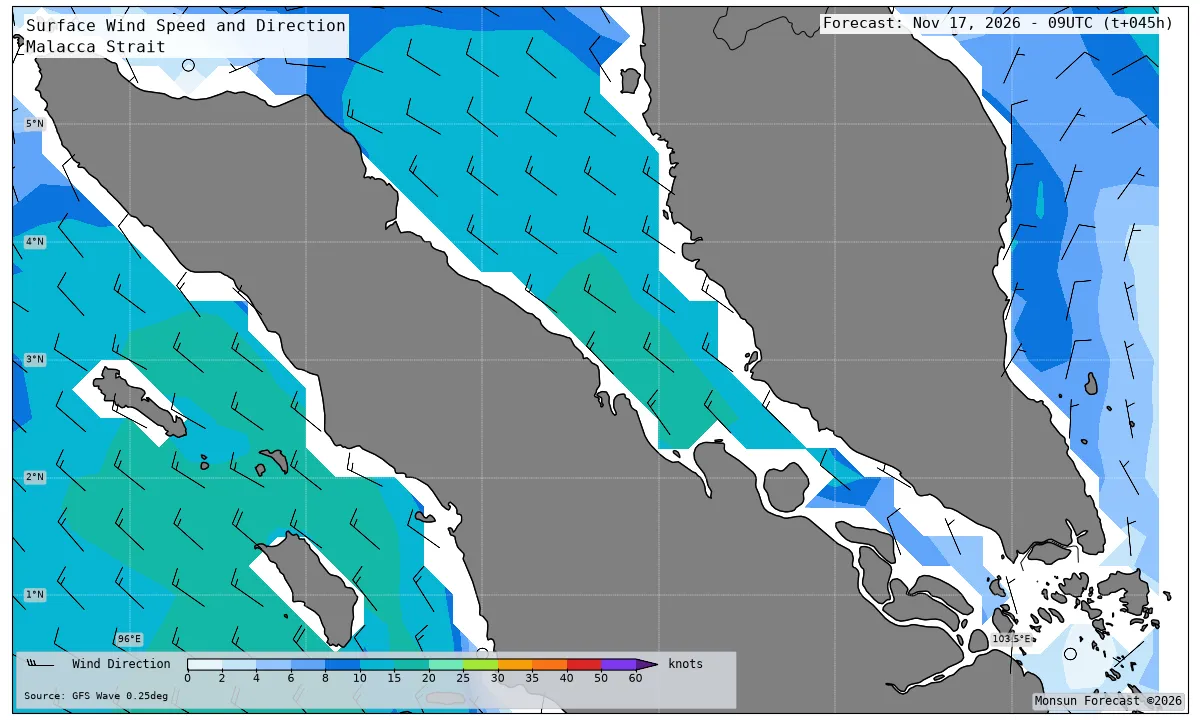 Surface Wind Speed and Direction
Malacca Strait
Forecast: Nov 17, 2026 - 09UTC (t+045h)
5°N
4°N
3°N
2°N
1°N
96°E
103.5°E
Wind Direction
0 2 4 6 8 10 12 15 20 25 30 35 40 50 60
knots
Source: GFS Wave 0.25deg
Monsun Forecast ©2026